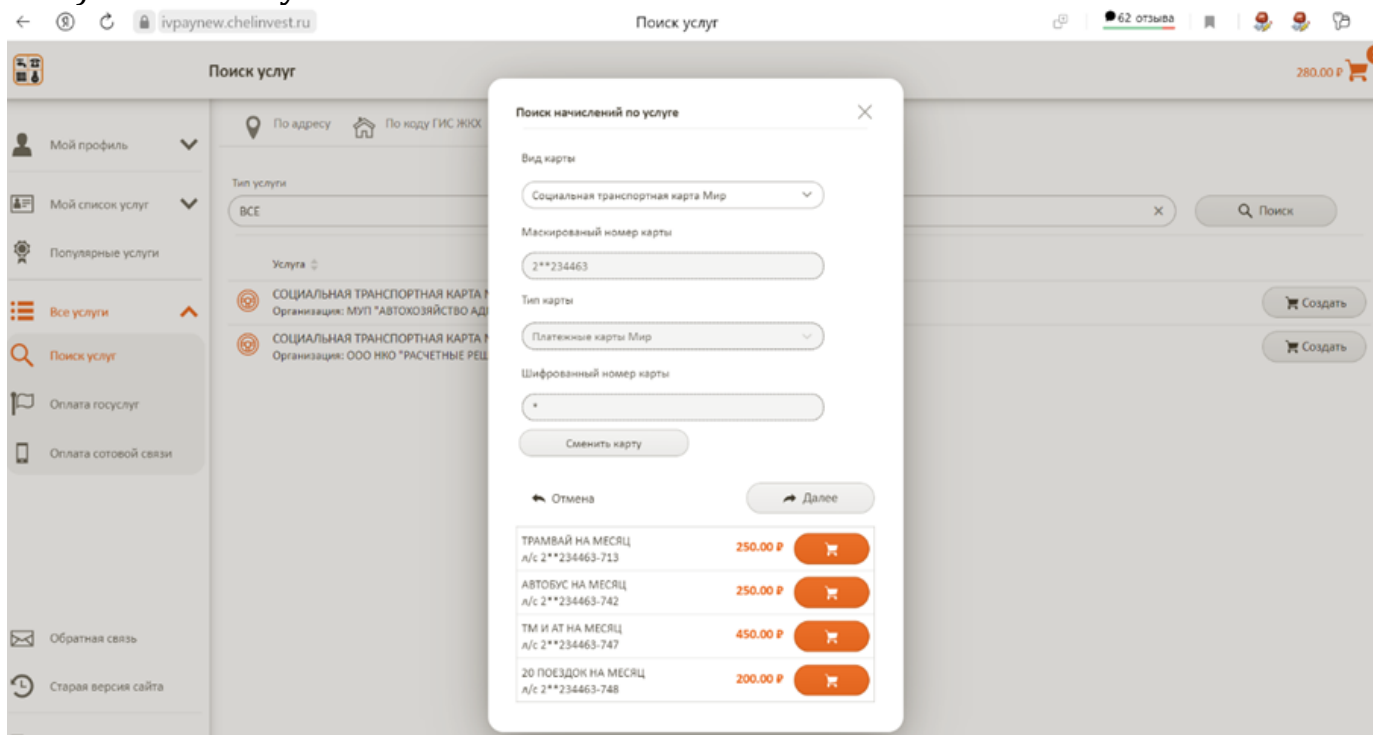 ivpaynew.chelinvest.ru
Поиск услуг
62 отзыва
Поиск услуг
280.00 ₽
Мой профиль
Мой список услуг
Популярные услуги
Все услуги
Поиск услуг
Оплата госуслуг
Оплата сотовой связи
Обратная связь
Старая версия сайта
По адресу
По коду ГИС ЖКХ
Тип услуги
ВСЕ
Поиск
Услуга
СОЦИАЛЬНАЯ ТРАНСПОРТНАЯ КАРТА
Организация: МУП "АВТОХОЗЯЙСТВО
Создать
СОЦИАЛЬНАЯ ТРАНСПОРТНАЯ КАРТА
Организация: ООО НКО "РАСЧЕТНЫЕ
Создать
Поиск начислений по услуге
Вид карты
Социальная транспортная карта Мир
Маскированый номер карты
2**234463
Тип карты
Платежные карты Мир
Шифрованный номер карты
*
Сменить карту
Отмена
Далее
ТРАМВАЙ НА МЕСЯЦ
л/с 2**234463-713
250.00 ₽
АВТОБУС НА МЕСЯЦ
л/с 2**234463-742
250.00 ₽
ТМ И АТ НА МЕСЯЦ
л/с 2**234463-747
450.00 ₽
20 ПОЕЗДОК НА МЕСЯЦ
л/с 2**234463-748
200.00 ₽